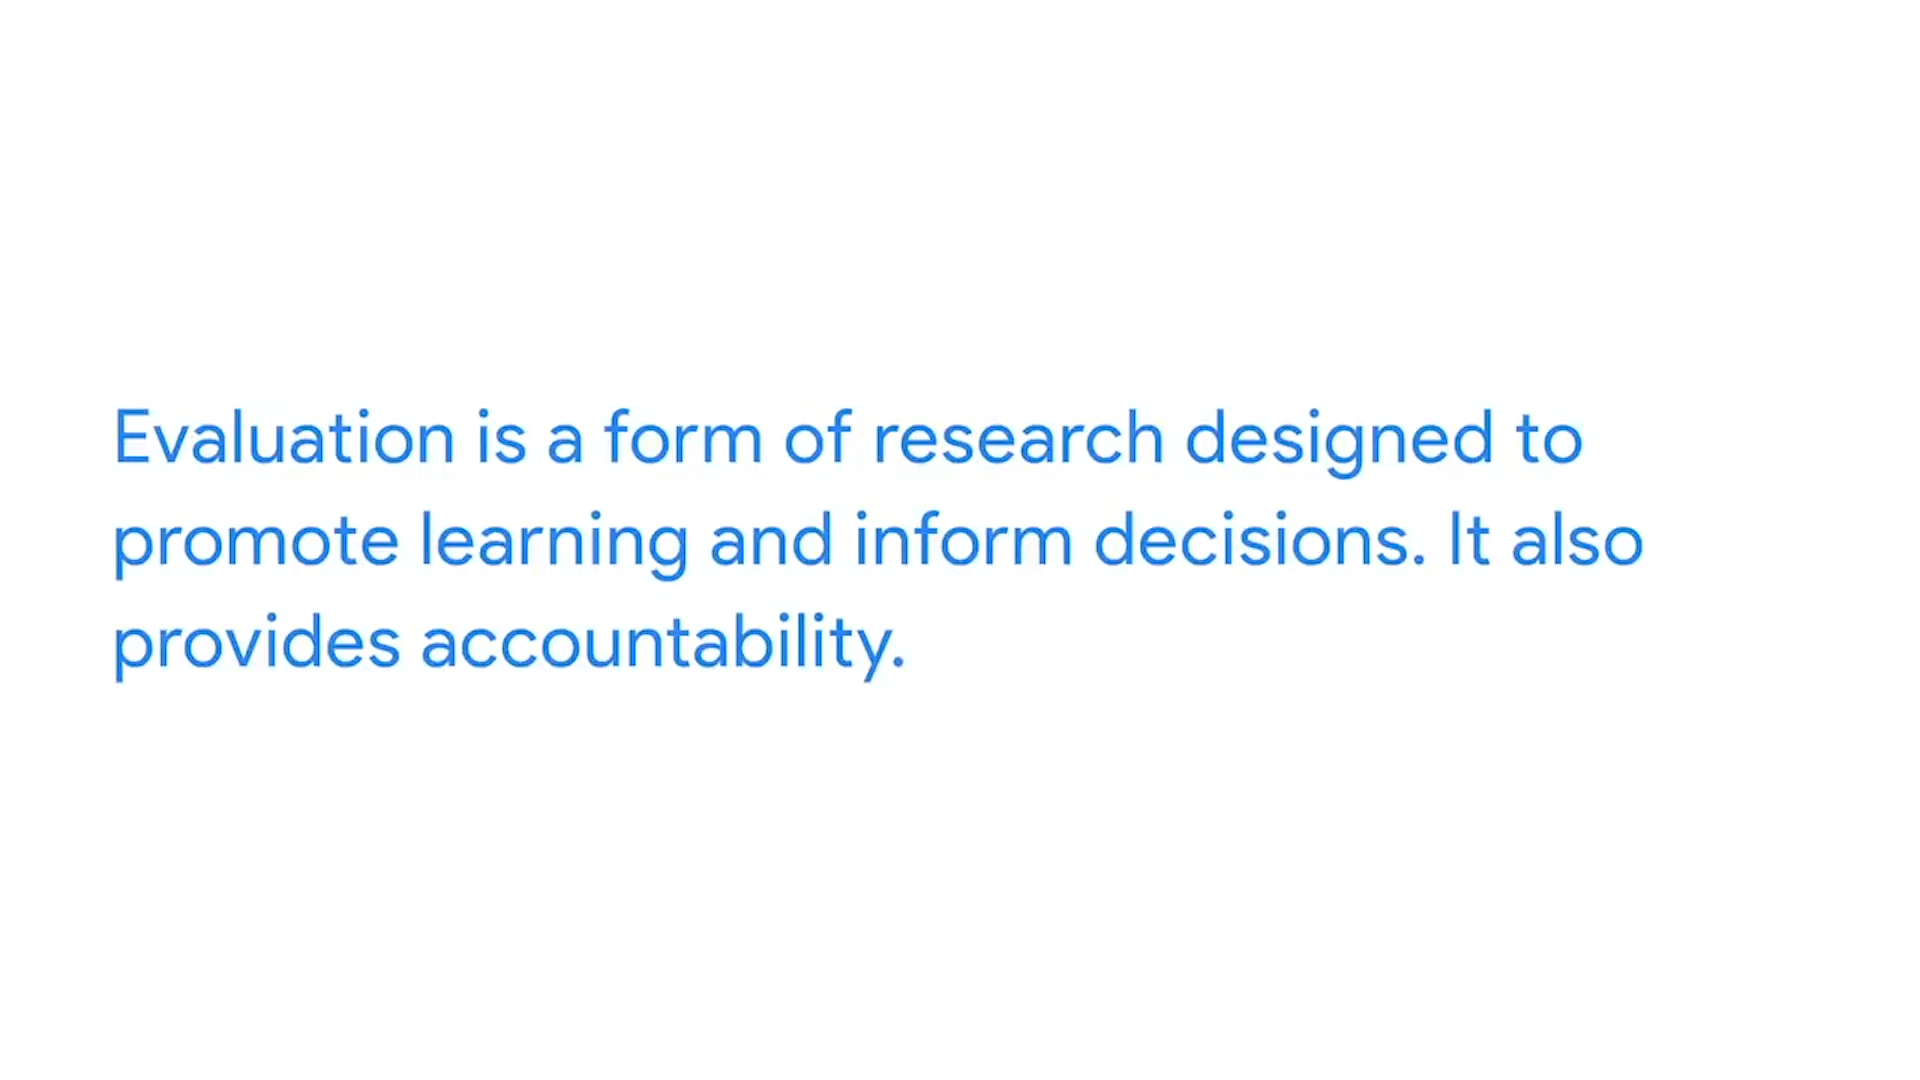 Evaluation is a form of research designed to
promote learning and inform decisions. It also
provides accountability.